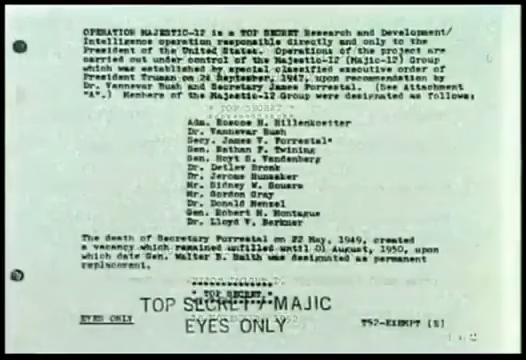 OPERATION MAJESTIC-12 is a TOP SECRET Research and Development/
Intelligence operation responsible directly and only to the
President of the United States. Operations of the project are
carried out under control of the Majestic-12 (Majic-12) Group
which was established by special classified executive order of
President Truman on 24 September, 1947, upon recommendation by
Dr. Vannevar Bush and Secretary James Forrestal. (See Attachment
"A".) Members of the Majestic-12 Group were designated as follows:
* TOP SECRET *
Adm. Roscoe H. Hillenkoetter
Dr. Vannevar Bush
Secy. James V. Forrestal*
Gen. Nathan F. Twining
Gen. Hoyt S. Vandenberg
Dr. Detlev Bronk
Dr. Jerome Hunsaker
Mr. Sidney W. Souers
Mr. Gordon Gray
Dr. Donald Menzel
Gen. Robert M. Montague
Dr. Lloyd V. Berkner
The death of Secretary Forrestal on 22 May, 1949, created
a vacancy which remained unfilled until 01 August, 1950, upon
which date Gen. Walter B. Smith was designated as permanent
replacement.
* TOP SECRET *
TOP SECRET / MAJIC
EYES ONLY
EYES ONLY
T52-EXEMPT (E)